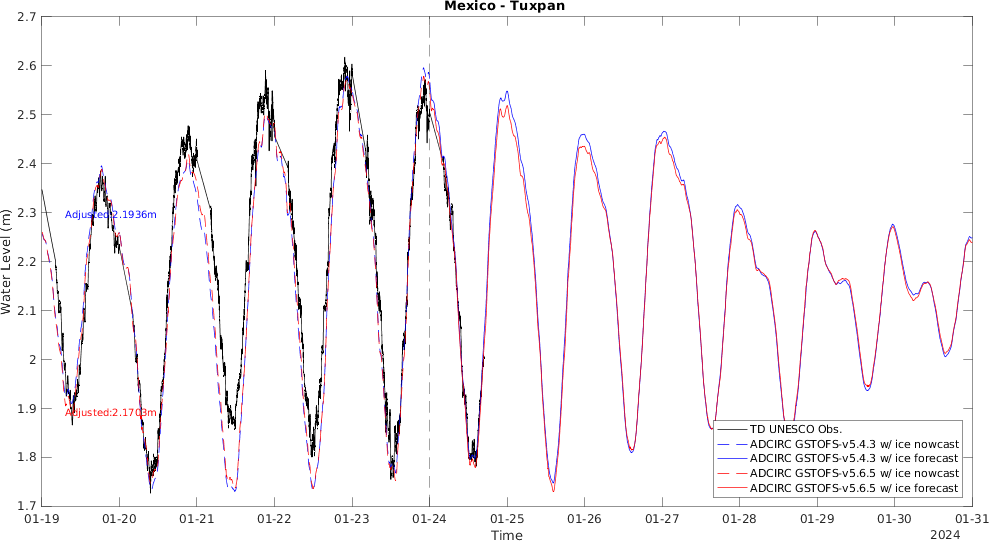 Mexico - Tuxpan
2.7
2.6
2.5
2.4
2.3
2.2
2.1
2
1.9
1.8
1.7
Water Level (m)
Adjusted:2.1936m
Adjusted:2.1703m
TD UNESCO Obs.
ADCIRC GSTOFS-v5.4.3 w/ ice nowcast
ADCIRC GSTOFS-v5.4.3 w/ ice forecast
ADCIRC GSTOFS-v5.6.5 w/ ice nowcast
ADCIRC GSTOFS-v5.6.5 w/ ice forecast
01-19 01-20 01-21 01-22 01-23 01-24 01-25 01-26 01-27 01-28 01-29 01-30 01-31
Time
2024